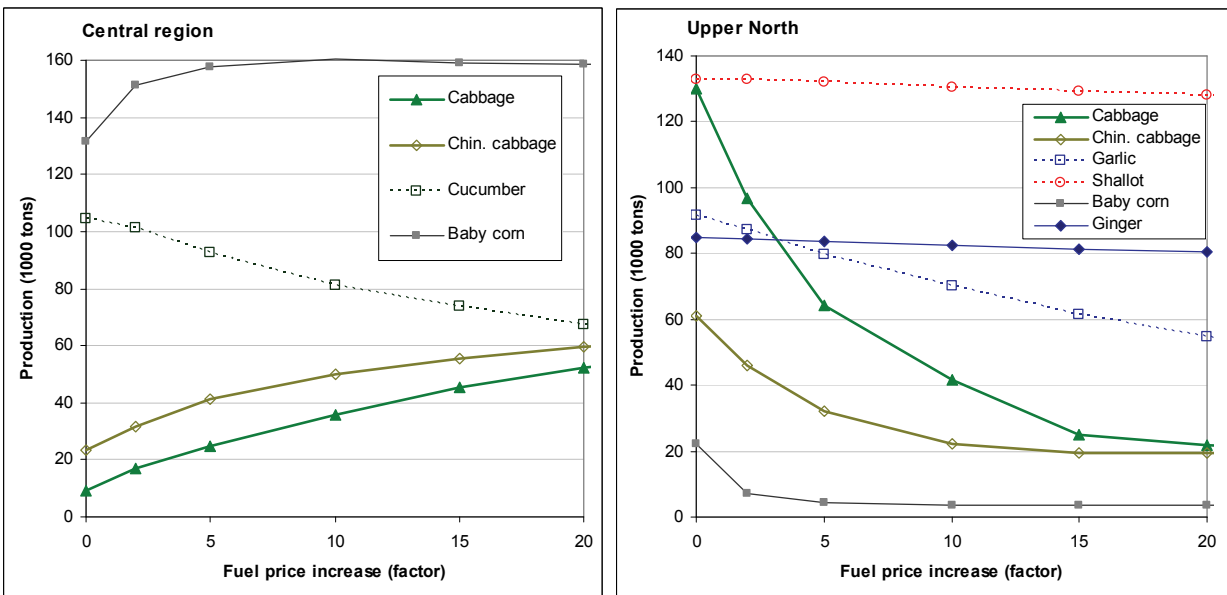 Central region
Production (1000 tons)
160
140
120
100
80
60
40
20
0
Cabbage
Chin. cabbage
Cucumber
Baby corn
0 5 10 15 20
Fuel price increase (factor)
Upper North
Production (1000 tons)
140
120
100
80
60
40
20
0
Cabbage
Chin. cabbage
Garlic
Shallot
Baby corn
Ginger
0 5 10 15 20
Fuel price increase (factor)